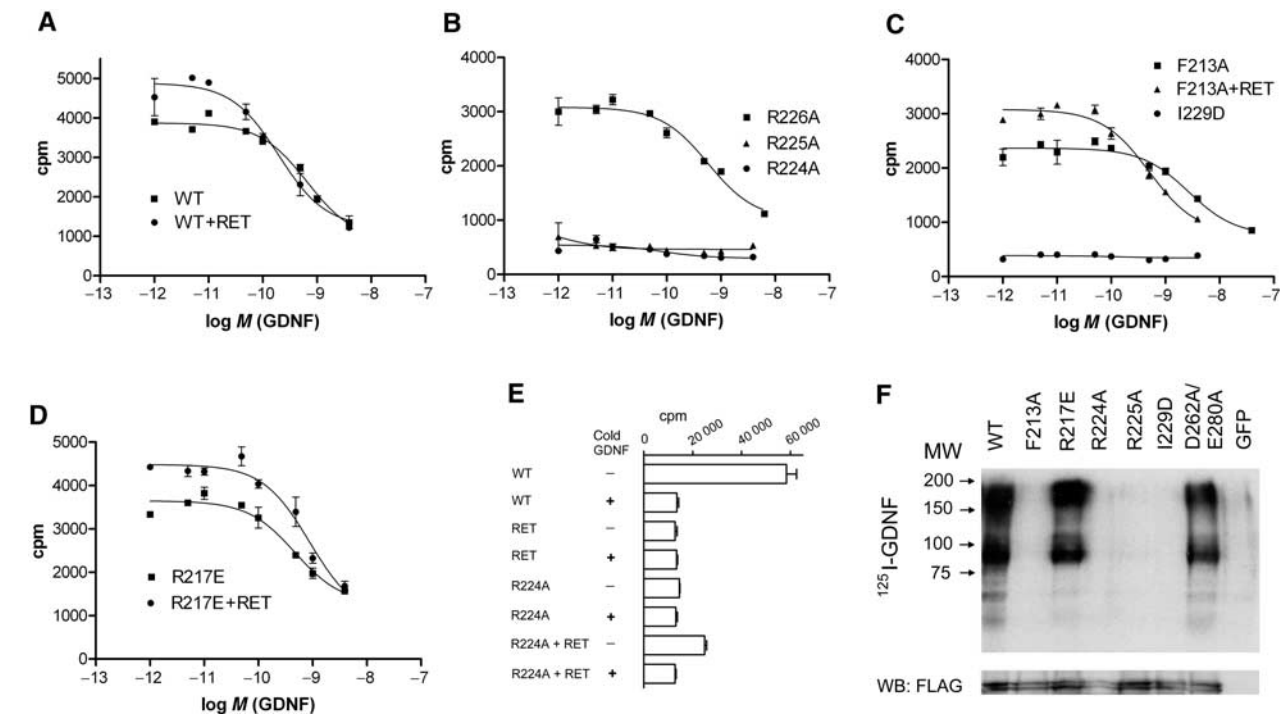 A
5000
4000
3000
2000
1000
0
cpm
WT
WT+RET
−13 −12 −11 −10 −9 −8 −7
log M (GDNF)
B
4000
3000
2000
1000
0
cpm
R226A
R225A
R224A
−13 −12 −11 −10 −9 −8 −7
log M (GDNF)
C
4000
3000
2000
1000
0
cpm
F213A
F213A+RET
I229D
−13 −12 −11 −10 −9 −8 −7
log M (GDNF)
D
5000
4000
3000
2000
1000
0
cpm
R217E
R217E+RET
−13 −12 −11 −10 −9 −8 −7
log M (GDNF)
E
cpm
Cold
GDNF
0 20 000 40 000 60 000
WT −
WT +
RET −
RET +
R224A −
R224A +
R224A + RET −
R224A + RET +
F
MW
WT
F213A
R217E
R224A
R225A
I229D
D262A/
E280A
GFP
200
150
100
75
125I-GDNF
WB: FLAG